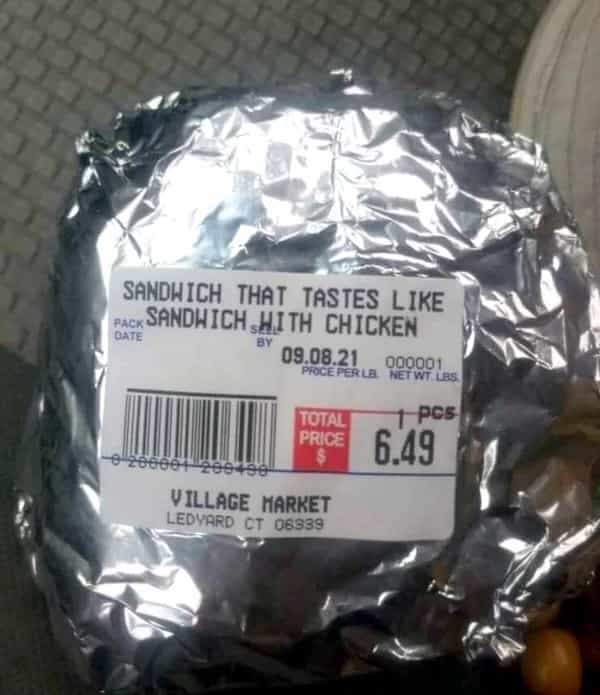 SANDWICH THAT TASTES LIKE
SANDWICH WITH CHICKEN
PACK DATE
SELL BY
09.08.21
000001
PRICE PER LB.
NET WT. LBS.
1 PCS
TOTAL PRICE $
6.49
0 200001 209490
VILLAGE MARKET
LEDYARD CT 06339